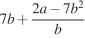 7b + \frac{2a - 7b^2}{b}